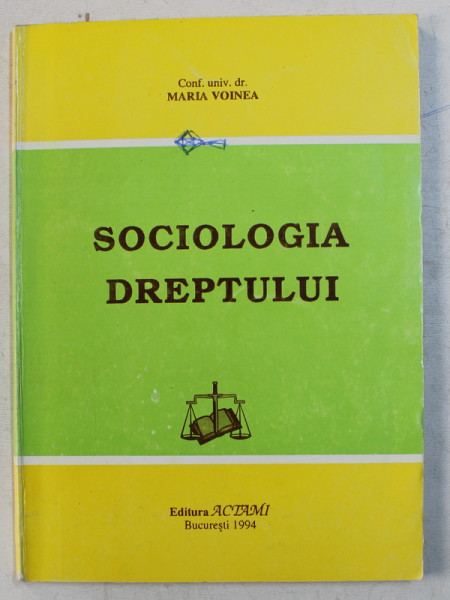 Conf. univ. dr.
MARIA VOINEA
SOCIOLOGIA
DREPTULUI
Editura ACTAMI
București 1994